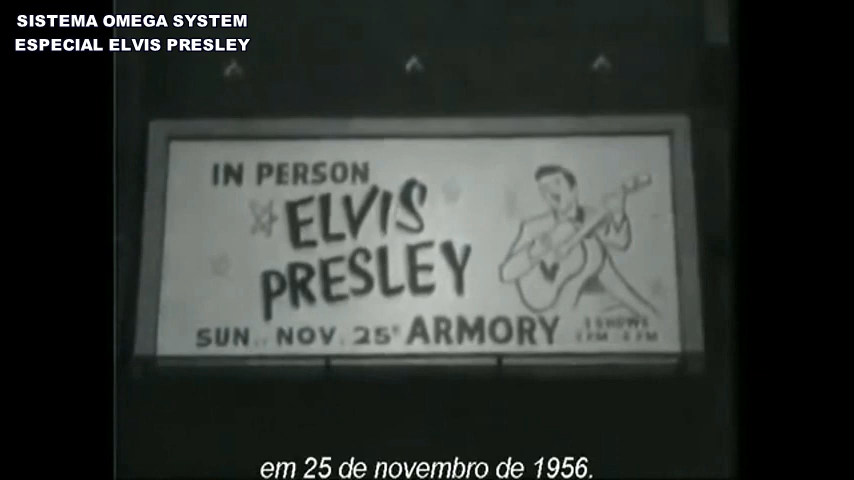 SISTEMA OMEGA SYSTEM
ESPECIAL ELVIS PRESLEY
IN PERSON
ELVIS
PRESLEY
SUN. NOV. 25 ARMORY
em 25 de novembro de 1956.